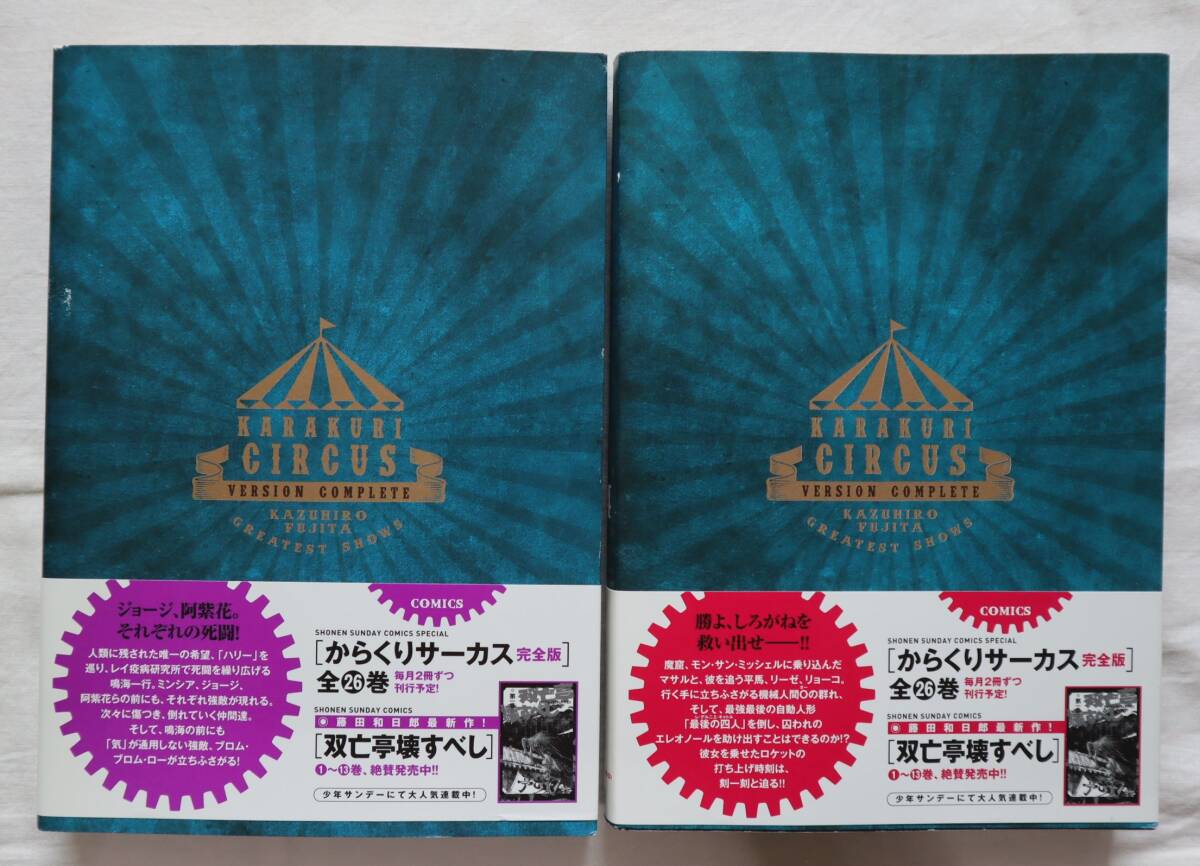 KARAKURI
CIRCUS
VERSION COMPLETE
KAZUHIRO
FUJITA
GREATEST SHOWS
ジョージ、阿紫花。
それぞれの死闘!
人類に残された唯一の希望、「ハリー」を
巡り、レイ疫病研究所で死闘を繰り広げる
鳴海一行。ミンシア、ジョージ、
阿紫花らの前にも、それぞれ強敵が現れる。
次々に傷つき、倒れていく仲間達。
そして、鳴海の前にも
「気」が通用しない強敵、ブロム・
ブロム・ローが立ちふさがる!
COMICS
SHONEN SUNDAY COMICS SPECIAL
[からくりサーカス完全版]
全26巻 毎月2冊ずつ
刊行予定!
SHONEN SUNDAY COMICS
藤田和日郎最新作!
[双亡亭壊すべし]
①~⑬巻、絶賛発売中!!
少年サンデーにて大人気連載中!
KARAKURI
CIRCUS
VERSION COMPLETE
KAZUHIRO
FUJITA
GREATEST SHOWS
勝よ、しろがねを
救い出せ――!!
魔窟、モン・サン・ミッシェルに乗り込んだ
マサルと、彼を追う平馬、リーゼ、リョーコ。
行く手に立ちふさがる機械人間Oの群れ、
そして、最強最後の自動人形
「最後の四人」を倒し、囚われの
エレオノールを助け出すことはできるのか!?
彼女を乗せたロケットの
打ち上げ時刻は、
刻一刻と迫る!!
COMICS
SHONEN SUNDAY COMICS SPECIAL
[からくりサーカス完全版]
全26巻 毎月2冊ずつ
刊行予定!
SHONEN SUNDAY COMICS
藤田和日郎最新作!
[双亡亭壊すべし]
①~⑬巻、絶賛発売中!!
少年サンデーにて大人気連載中!